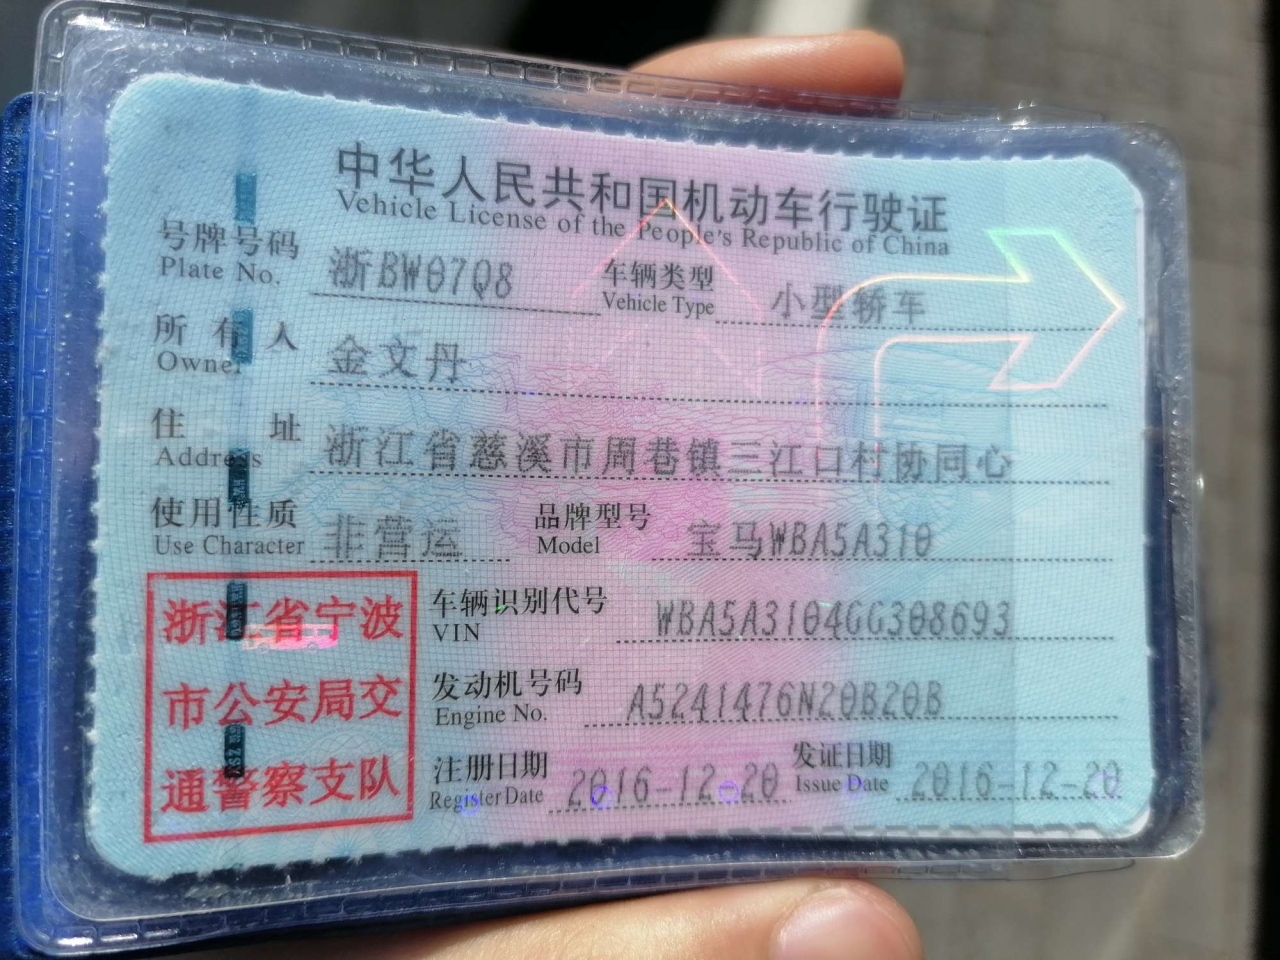 中华人民共和国机动车行驶证
Vehicle License of the People's Republic of China
号牌号码 浙BW07Q8 车辆类型 小型轿车
Plate No. Vehicle Type
所有人 金文丹
Owner
住址 浙江省慈溪市周巷镇三江口村协同心
Address
使用性质 非营运 品牌型号 宝马WBA5A310
Use Character Model
浙江省宁波
市公安局交
通警察支队
车辆识别代号 WBA5A3104GG308693
VIN
发动机号码 A5241476N20B20B
Engine No.
注册日期 2016-12-20 发证日期 2016-12-20
Register Date Issue Date